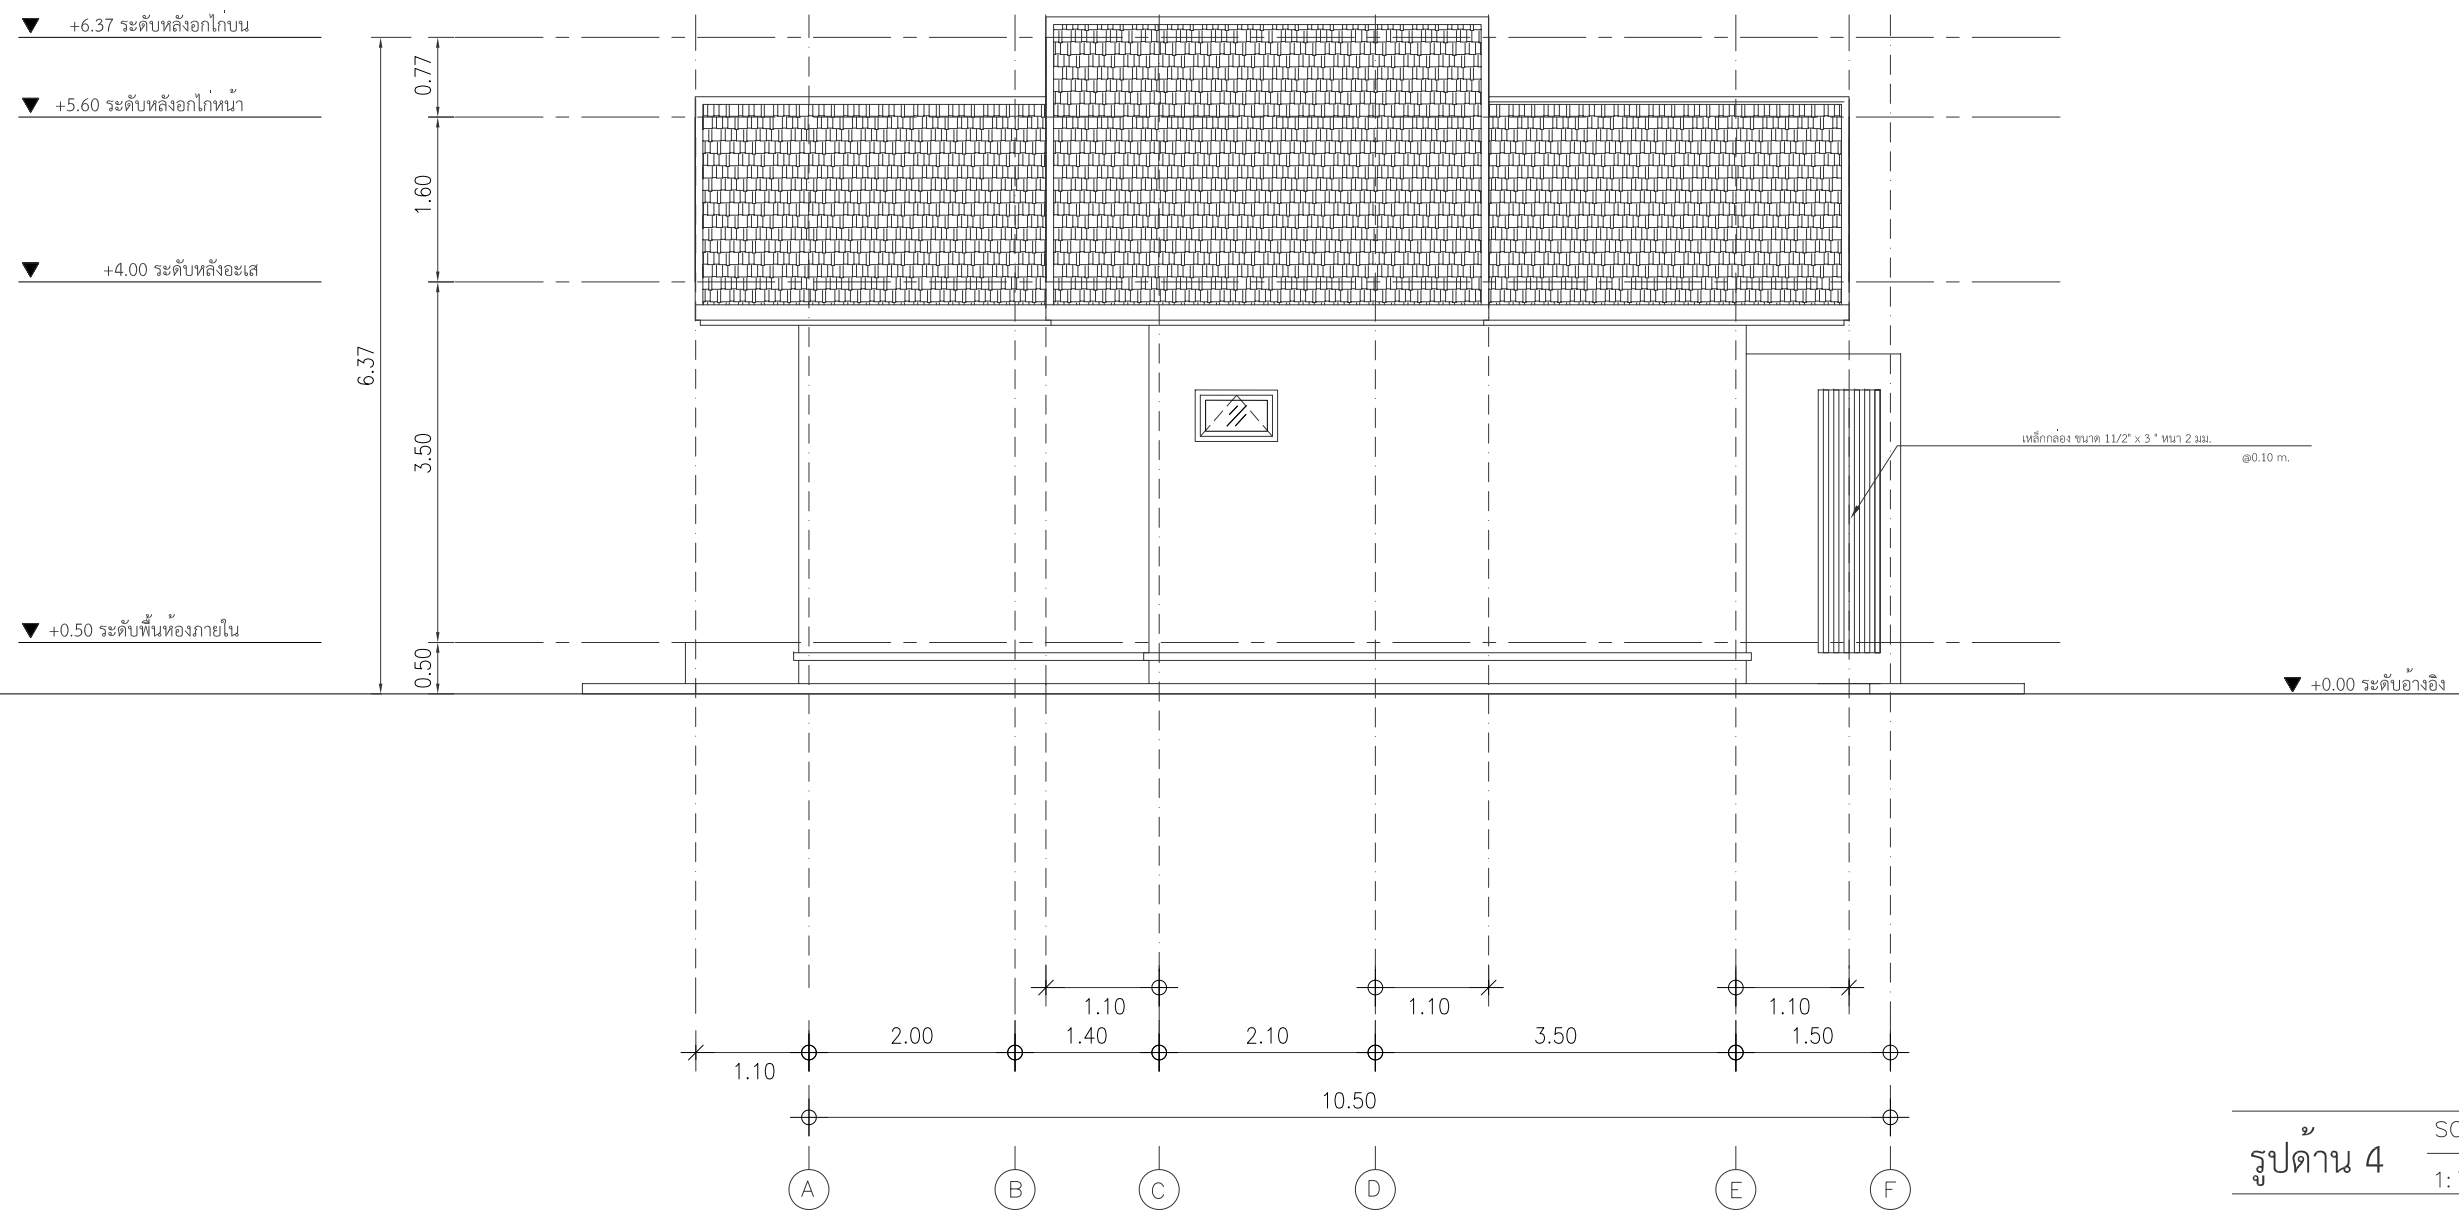 +6.37 ระดับหลังอกไก่บน
+5.60 ระดับหลังอกไก่หน้า
+4.00 ระดับหลังอะเส
+0.50 ระดับพื้นห้องภายใน
0.77
1.60
6.37
3.50
0.50
เหล็กกล่อง ขนาด 11/2" x 3 " หนา 2 มม.
@0.10 m.
+0.00 ระดับอ้างอิง
1.10
1.10
1.10
2.00
1.40
2.10
3.50
1.50
1.10
10.50
A
B
C
D
E
F
รูปด้าน 4
SC
1: